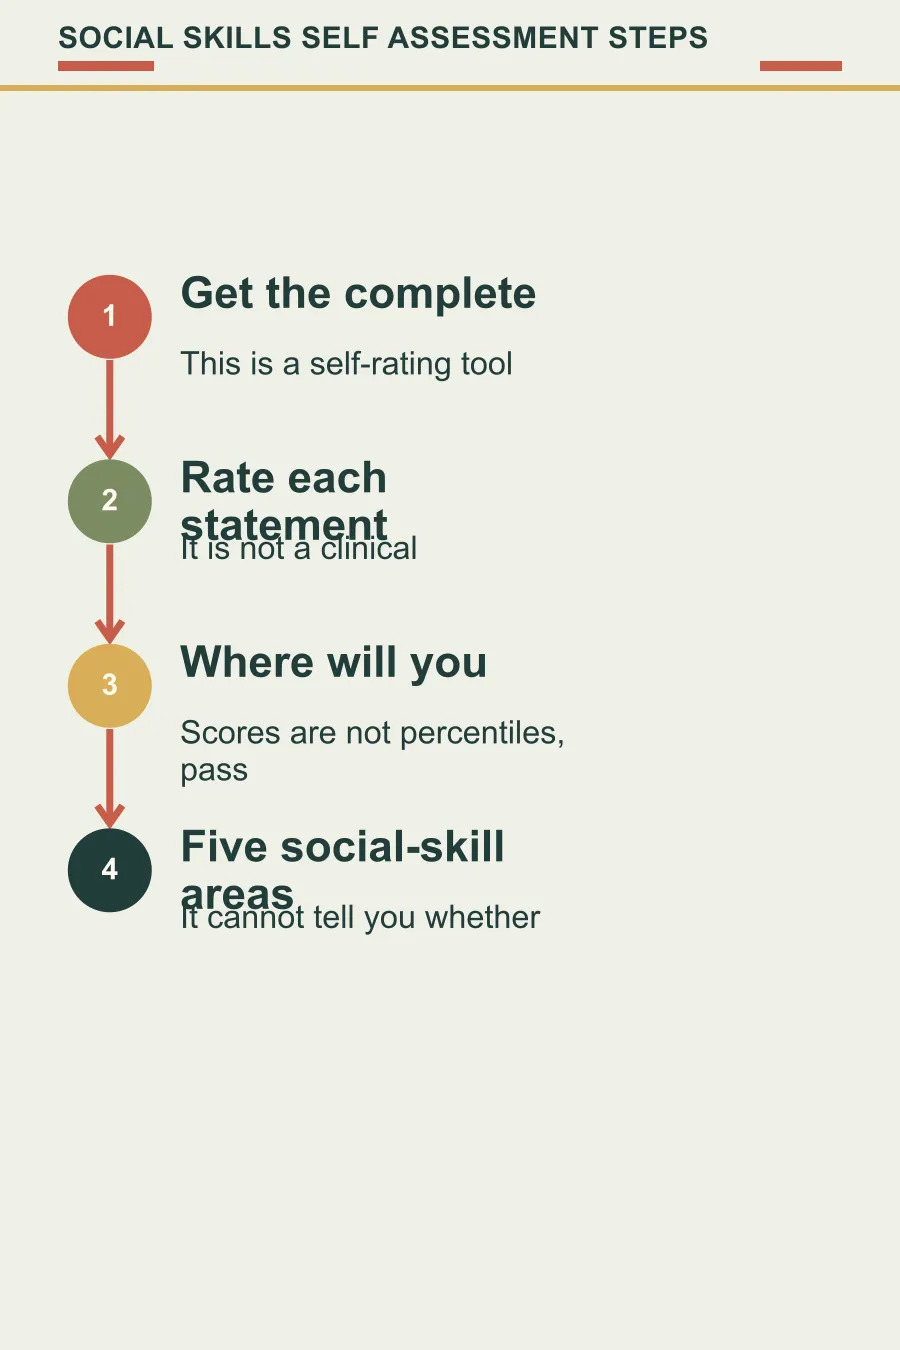 SOCIAL SKILLS SELF ASSESSMENT STEPS
1
Get the complete
This is a self-rating tool
2
Rate each
statement
It is not a clinical
3
Where will you
Scores are not percentiles,
pass
4
Five social-skill
areas
It cannot tell you whether